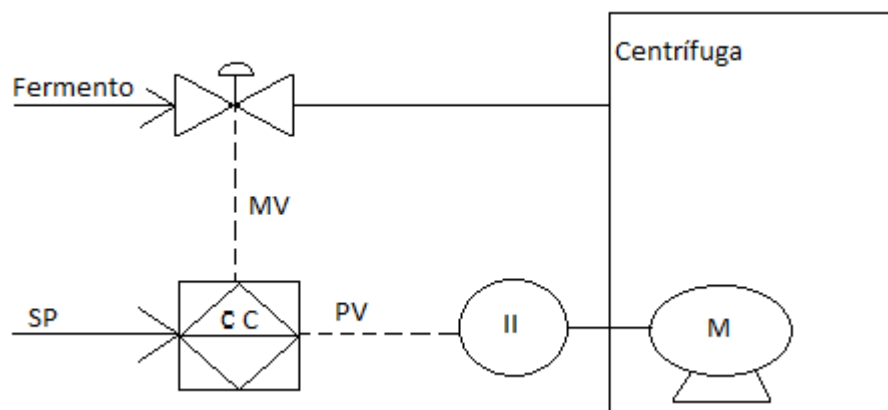 Centrífuga
Fermento
MV
SP
C C
PV
II
M